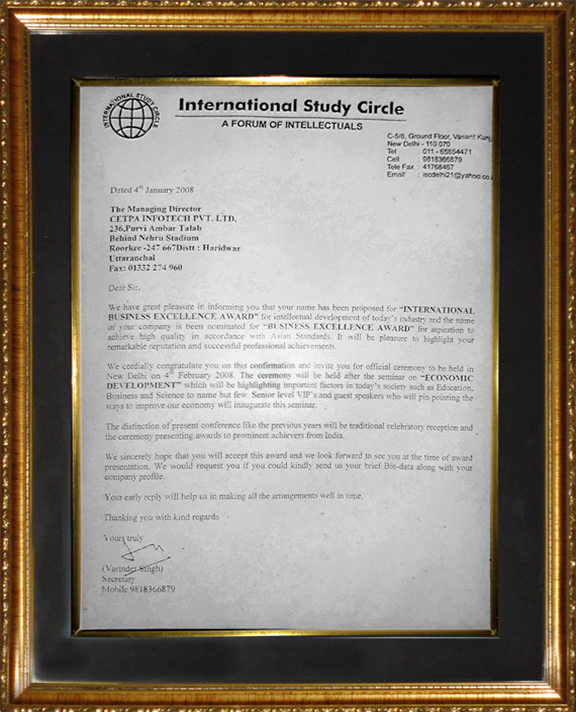 INTERNATIONAL STUDY CIRCLE
International Study Circle
A FORUM OF INTELLECTUALS
C-5/8, Ground Floor, Vasant Kunj,
New Delhi - 110 070
Tel : 011 - 65654471
Cell : 9818366879
Tele Fax : 41768467
Email : iscdelhi21@yahoo.co
Dated 4th January 2008
The Managing Director
CETPA INFOTECH PVT. LTD,
236,Purvi Ambar Talab
Behind Nehru Stadium
Roorkee -247 667Distt : Haridwar
Uttaranchal
Fax: 01332 274 960
Dear Sir,
We have great pleasure in informing you that your name has been proposed for "INTERNATIONAL
BUSINESS EXCELLENCE AWARD" for intellectual development of today's industry and the name
of your company is been nominated for "BUSINESS EXCELLENCE AWARD" for aspiration to
achieve high quality in accordance with Asian Standards. It will be pleasure to highlight your
remarkable reputation and successful professional achievements.
We cordially congratulate you on this confirmation and invite you for official ceremony to be held in
New Delhi on 4th February 2008. The ceremony will be held after the seminar on "ECONOMIC
DEVELOPMENT" which will be highlighting important factors in today's society such as Education,
Business and Science to name but few. Senior level VIP's and guest speakers who will pin pointing the
ways to improve our economy will inaugurate this seminar.
The distinction of present conference like the previous years will be traditional celebratory reception and
the ceremony presenting awards to prominent achievers from India.
We sincerely hope that you will accept this award and we look forward to see you at the time of award
presentation. We would request you if you could kindly send us your brief Bio-data along with your
company profile.
Your early reply will help us in making all the arrangements well in time.
Thanking you with kind regards
Yours truly
(Varinder Singh)
Secretary
Mobile 9818366879